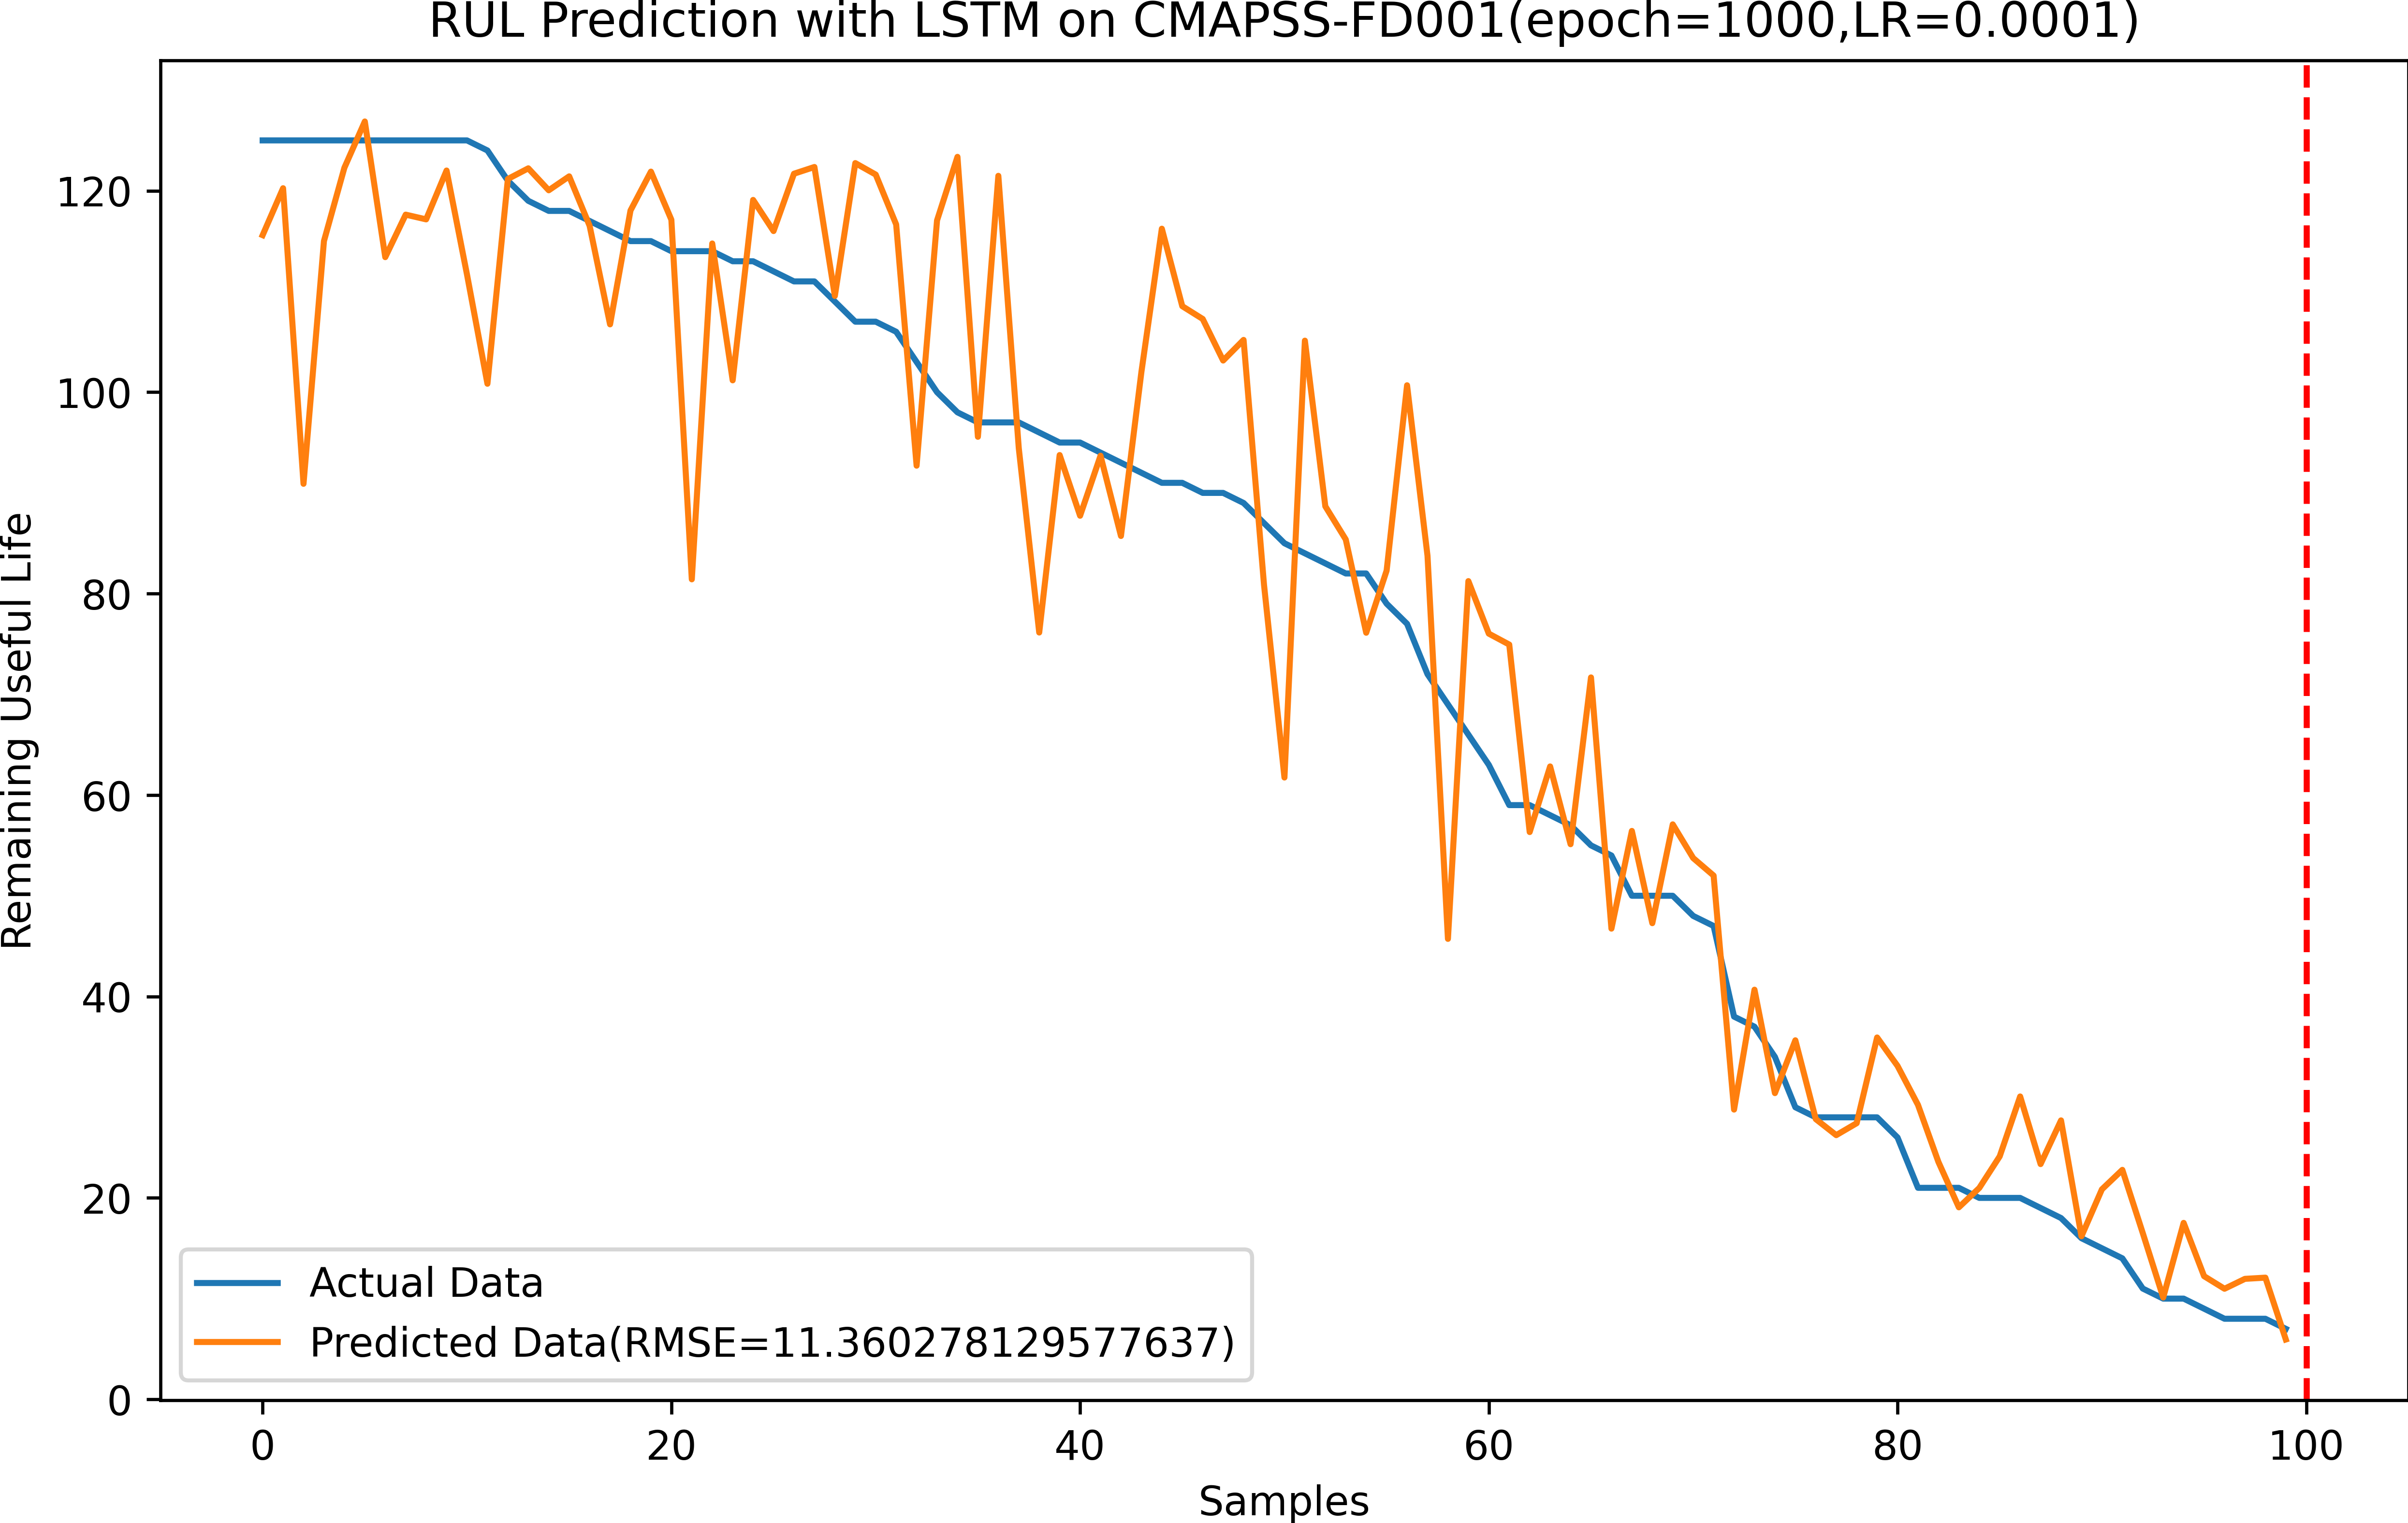 RUL Prediction with LSTM on CMAPSS-FD001(epoch=1000,LR=0.0001)
Remaining Useful Life
120
100
80
60
40
20
0
Actual Data
Predicted Data(RMSE=11.360278129577637)
0 20 40 60 80 100
Samples